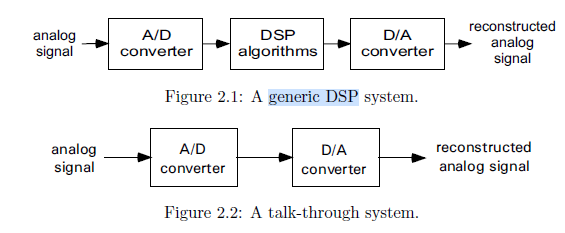 analog signal
A/D converter
DSP algorithms
D/A converter
reconstructed analog signal
Figure 2.1: A generic DSP system.
analog signal
A/D converter
D/A converter
reconstructed analog signal
Figure 2.2: A talk-through system.